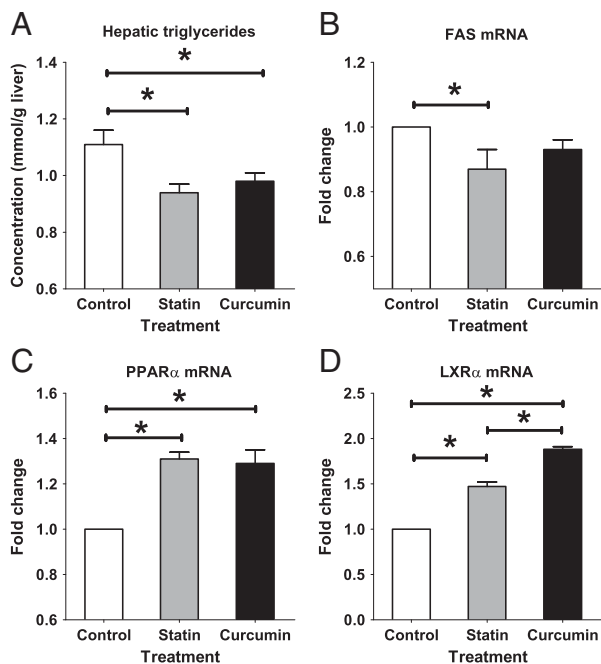 A
Hepatic triglycerides
Concentration (mmol/g liver)
1.4
1.2
1.0
0.8
0.6
*
*
Control Statin Curcumin
Treatment
B
FAS mRNA
Fold change
1.2
1.0
0.8
0.6
*
Control Statin Curcumin
Treatment
C
PPARα mRNA
Fold change
1.6
1.4
1.2
1.0
0.8
0.6
*
*
Control Statin Curcumin
Treatment
D
LXRα mRNA
Fold change
2.5
2.0
1.5
1.0
0.5
0.0
*
*
*
Control Statin Curcumin
Treatment